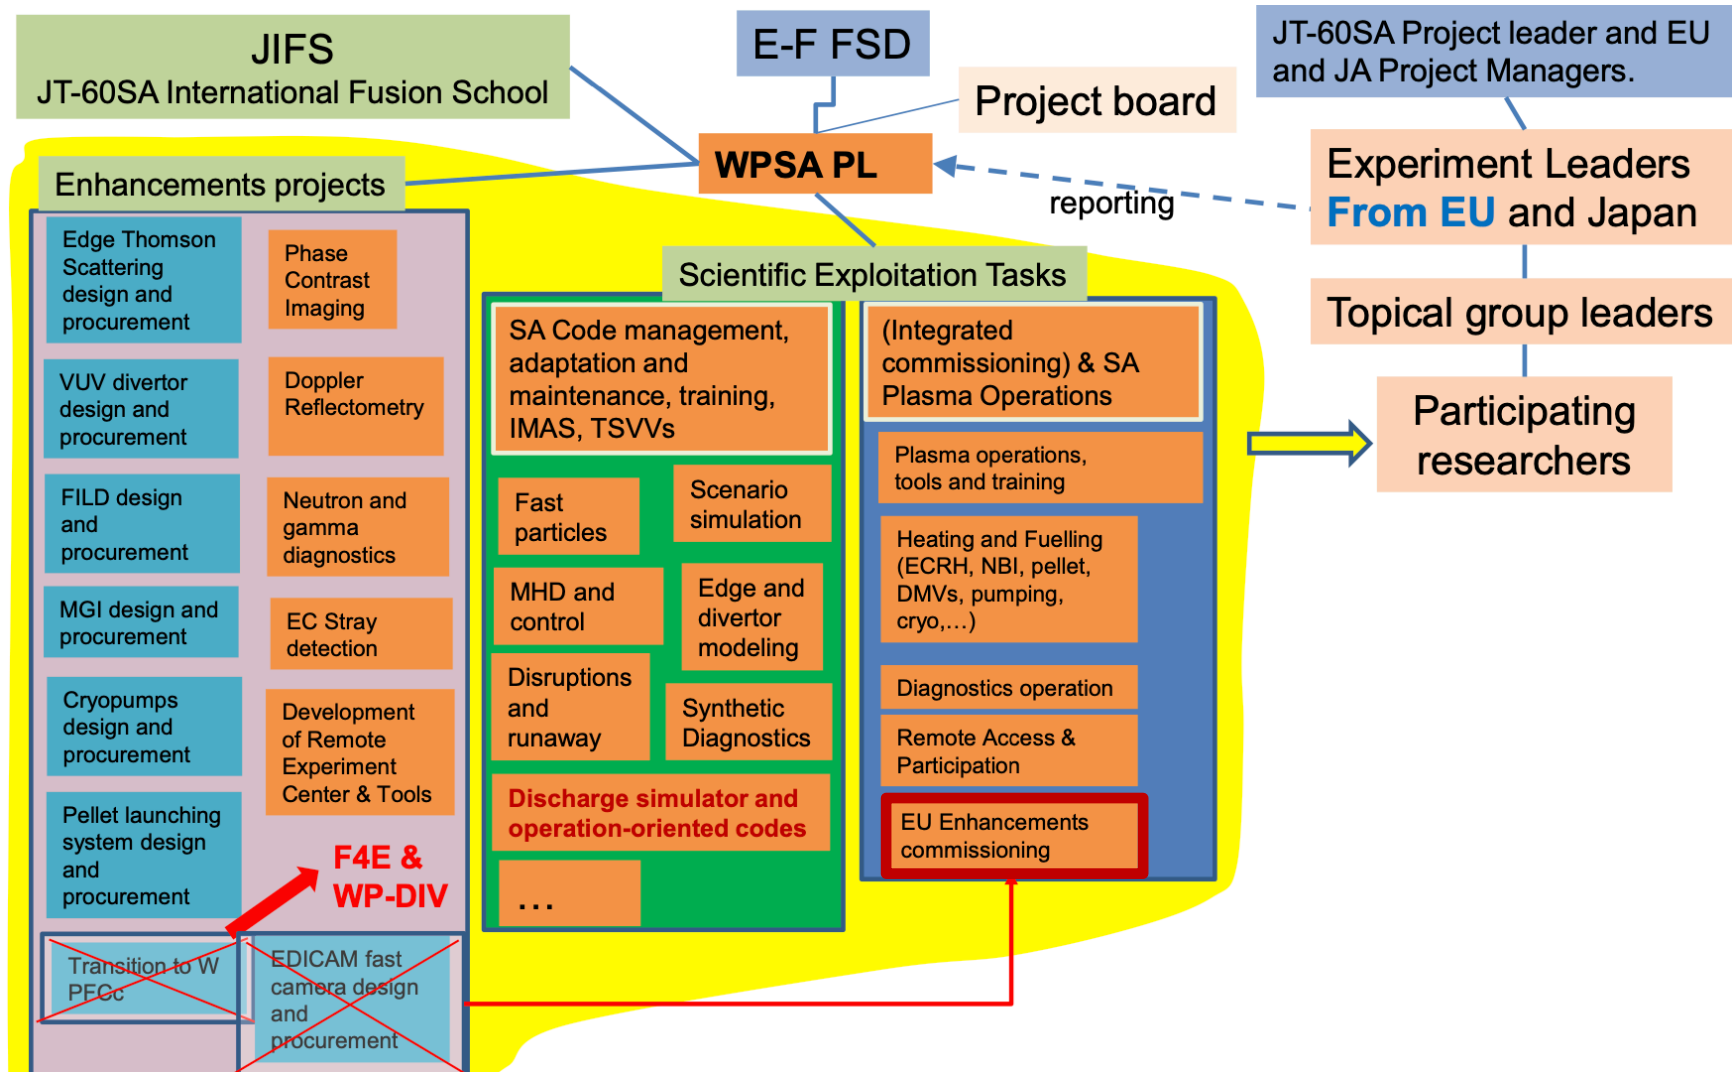 JIFS
JT-60SA International Fusion School
E-F FSD
Project board
JT-60SA Project leader and EU
and JA Project Managers.
WPSA PL
reporting
Experiment Leaders
From EU and Japan
Topical group leaders
Participating
researchers
Enhancements projects
Edge Thomson
Scattering
design and
procurement
VUV divertor
design and
procurement
FILD design
and
procurement
MGI design and
procurement
Cryopumps
design and
procurement
Pellet launching
system design
and
procurement
Phase
Contrast
Imaging
Doppler
Reflectometry
Neutron and
gamma
diagnostics
EC Stray
detection
Development
of Remote
Experiment
Center & Tools
F4E &
WP-DIV
Transition to W
PFCc
EDICAM fast
camera design
and
procurement
Scientific Exploitation Tasks
SA Code management,
adaptation and
maintenance, training,
IMAS, TSVVs
Fast
particles
Scenario
simulation
MHD and
control
Edge and
divertor
modeling
Disruptions
and
runaway
Synthetic
Diagnostics
Discharge simulator and
operation-oriented codes
...
(Integrated
commissioning) & SA
Plasma Operations
Plasma operations,
tools and training
Heating and Fuelling
(ECRH, NBI, pellet,
DMVs, pumping,
cryo,...)
Diagnostics operation
Remote Access &
Participation
EU Enhancements
commissioning